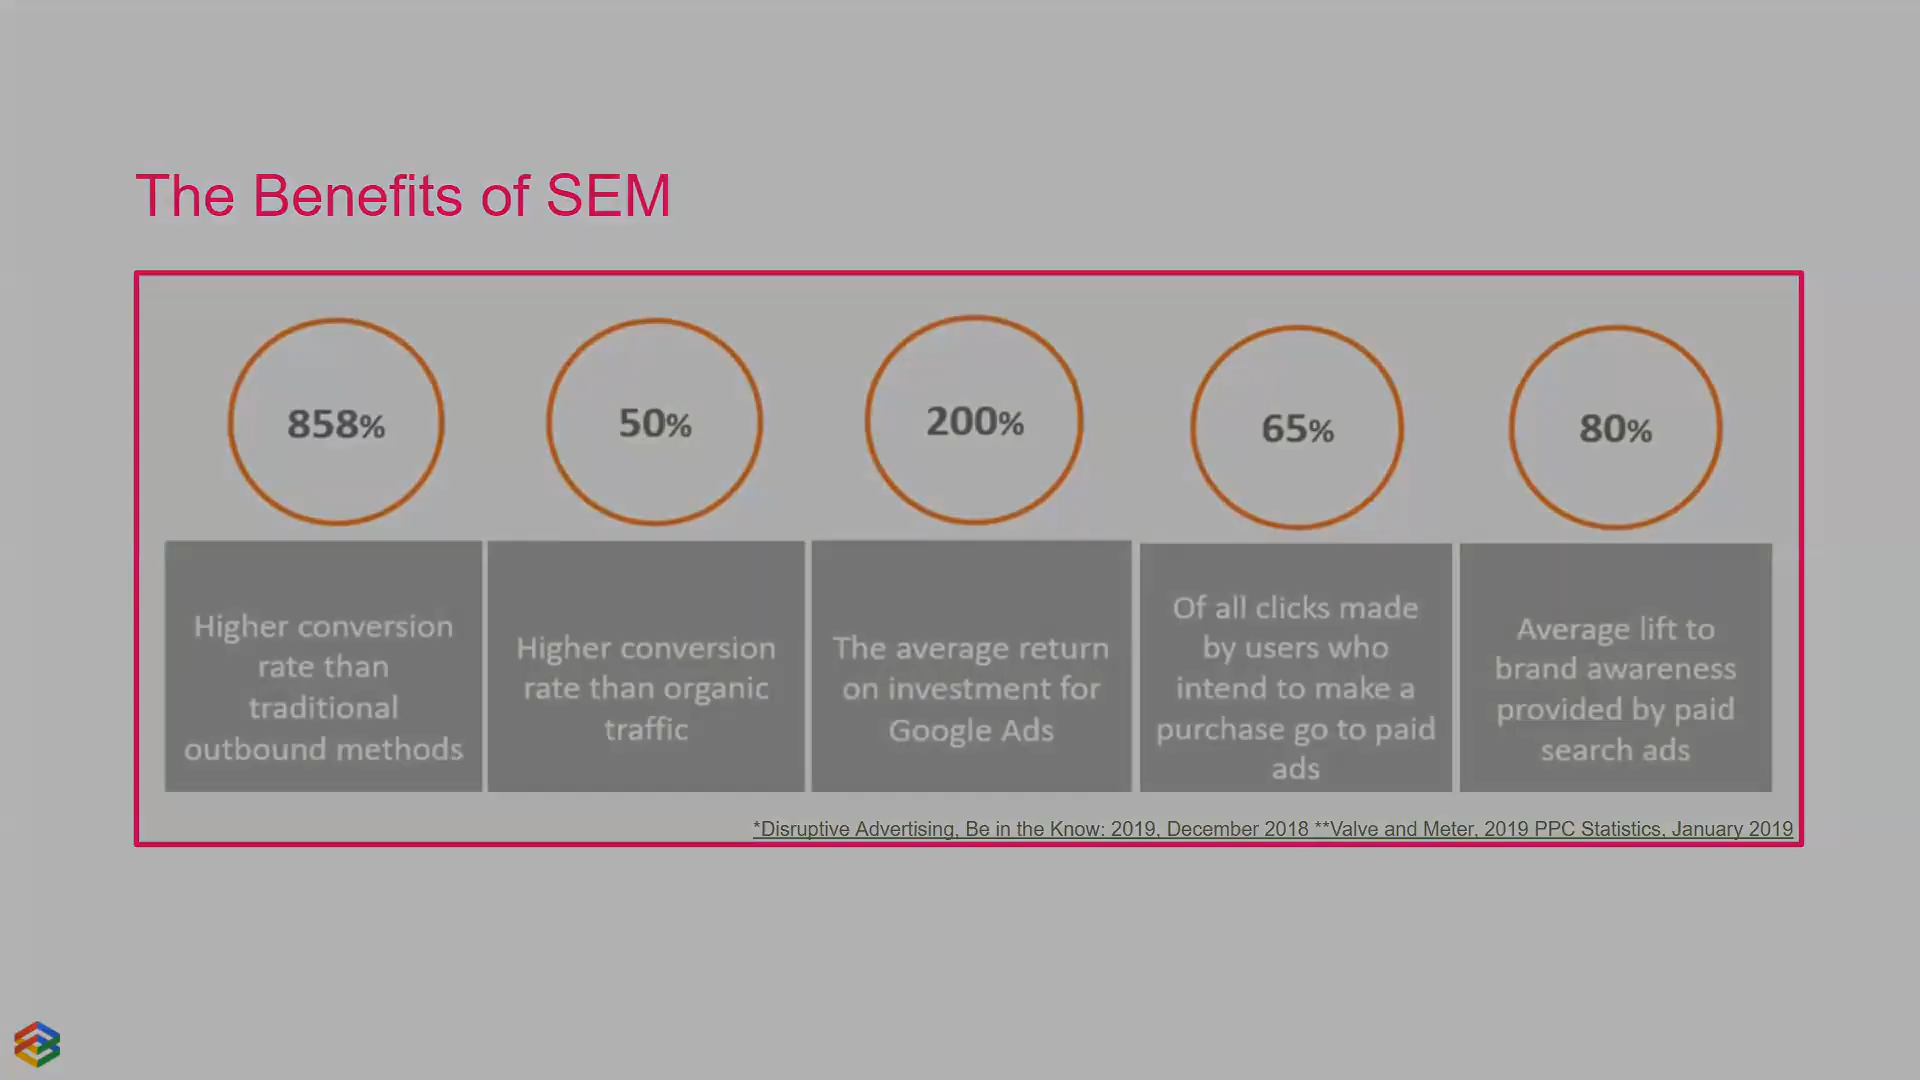 The Benefits of SEM
858%
50%
200%
65%
80%
Higher conversion
rate than
traditional
outbound methods
Higher conversion
rate than organic
traffic
The average return
on investment for
Google Ads
Of all clicks made
by users who
intend to make a
purchase go to paid
ads
Average lift to
brand awareness
provided by paid
search ads
*Disruptive Advertising, Be in the Know: 2019, December 2018 **Valve and Meter, 2019 PPC Statistics, January 2019